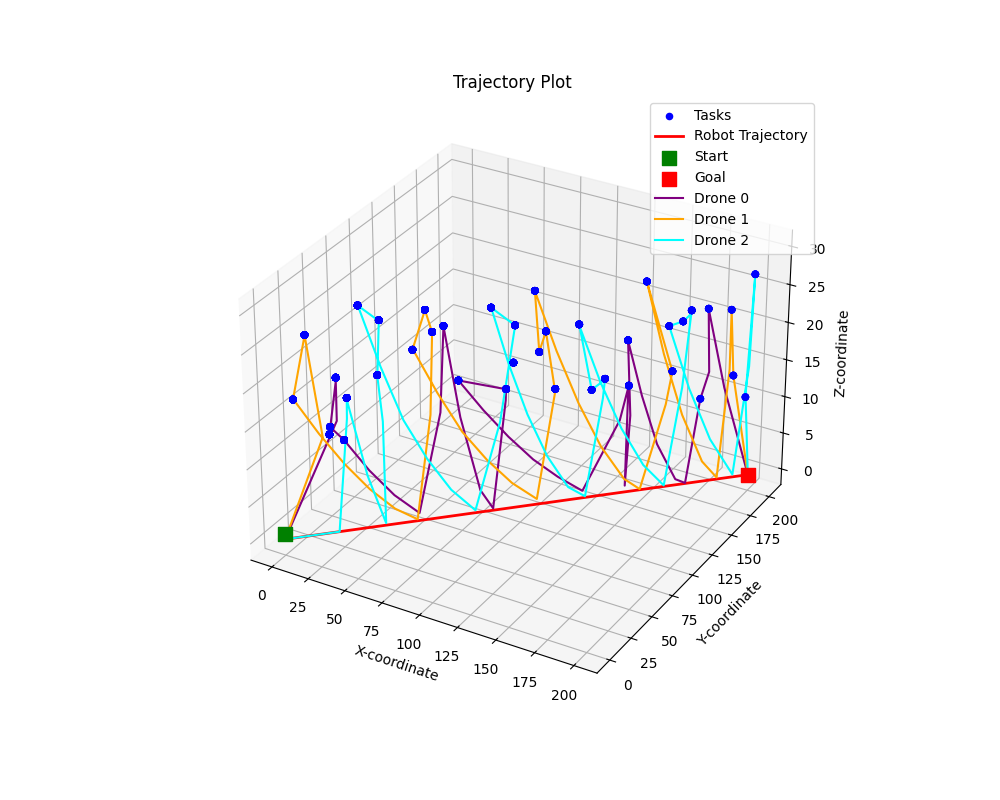 Trajectory Plot
Tasks
Robot Trajectory
Start
Goal
Drone 0
Drone 1
Drone 2
30
25
20
15
10
5
0
Z-coordinate
200
175
150
125
100
75
50
25
0
Y-coordinate
0
25
50
75
100
125
150
175
200
X-coordinate